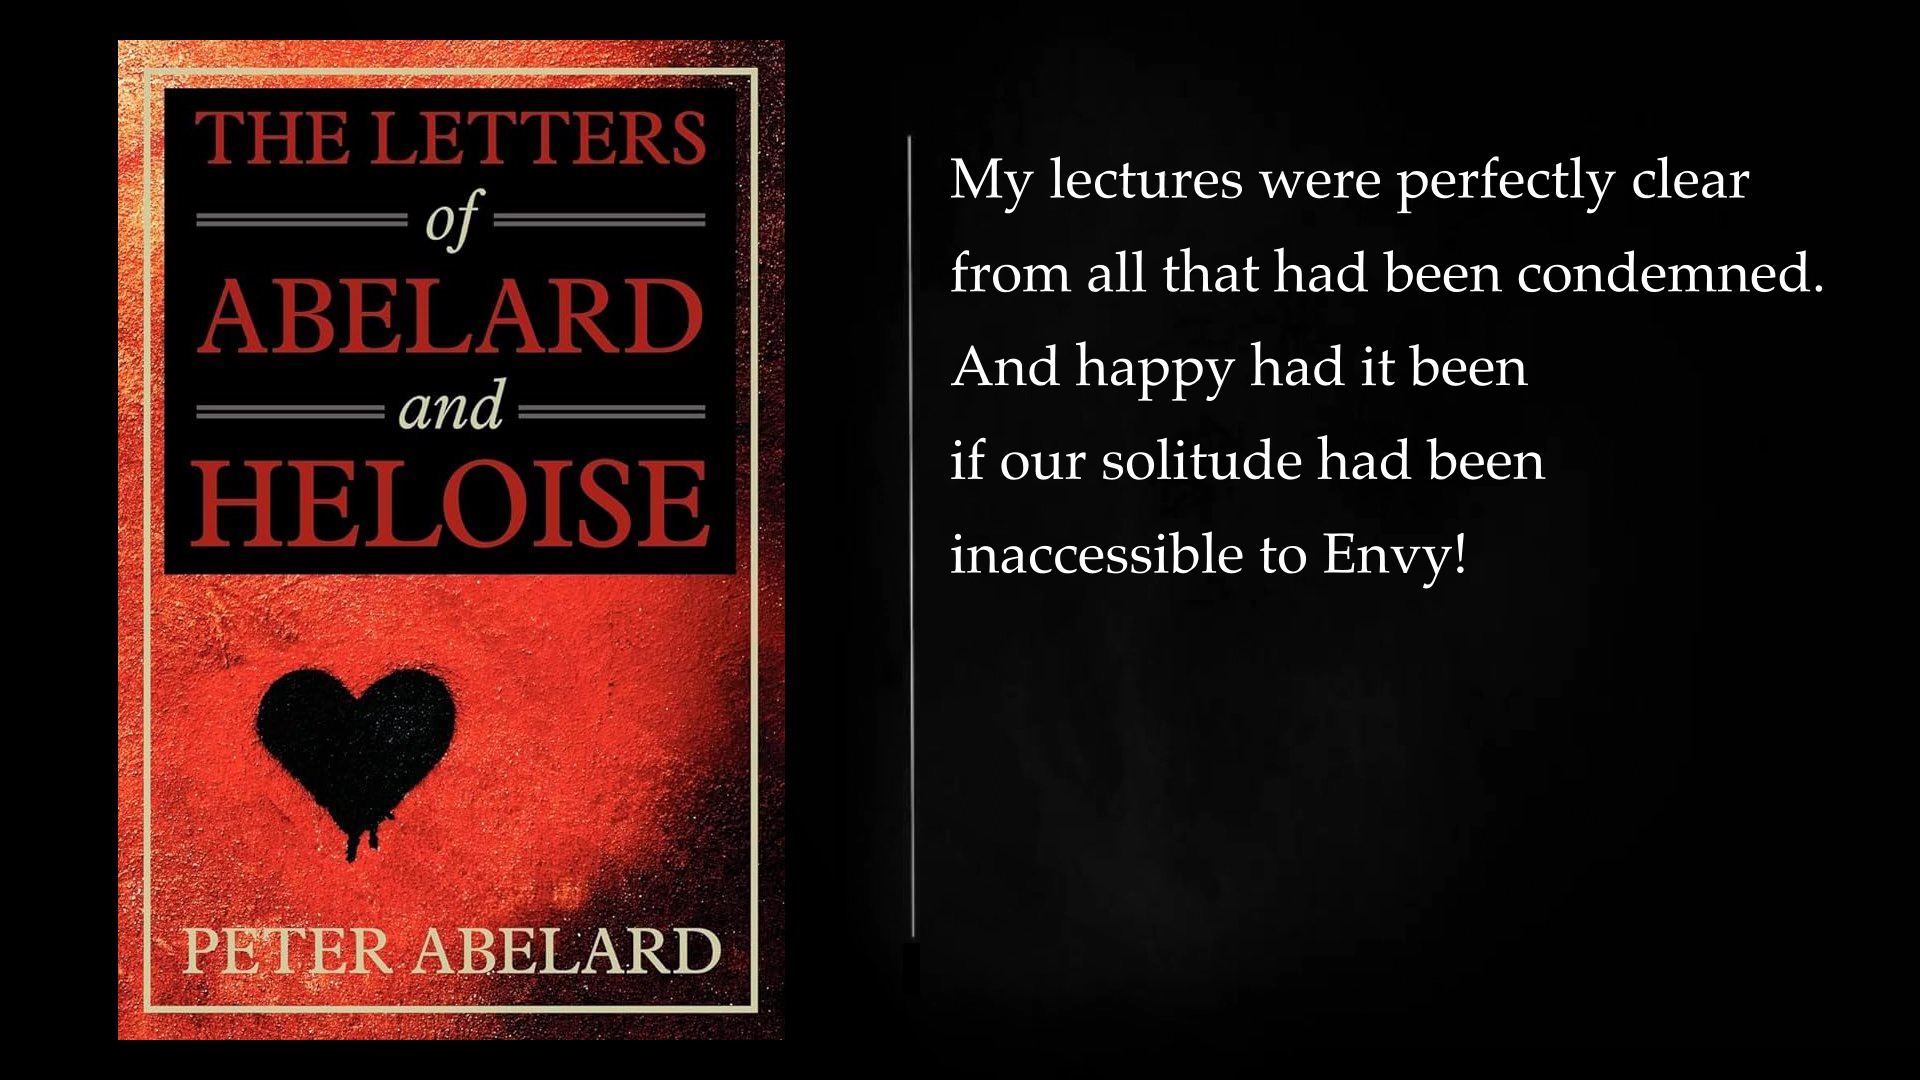 THE LETTERS
of
ABELARD
and
HELOISE
PETER ABELARD
My lectures were perfectly clear
from all that had been condemned.
And happy had it been
if our solitude had been
inaccessible to Envy!